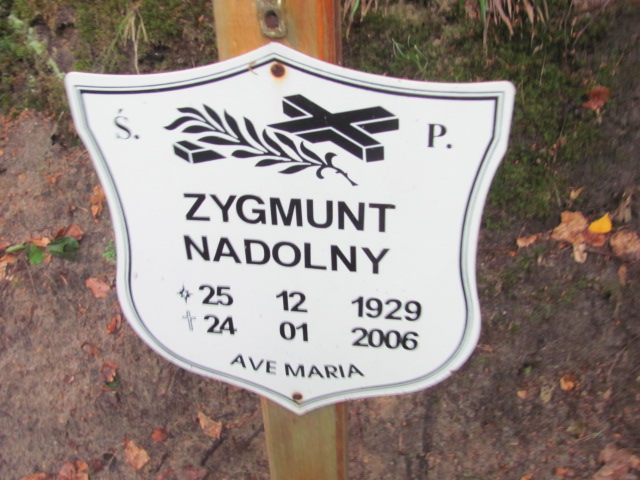 Ś. P.
ZYGMUNT
NADOLNY
25 12 1929
24 01 2006
AVE MARIA